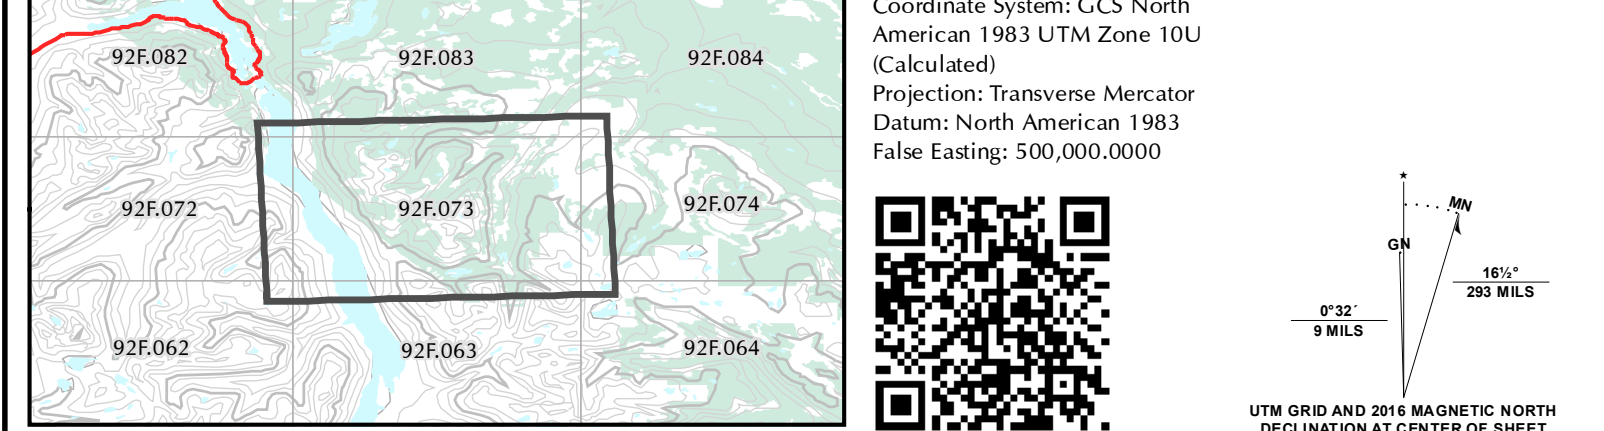 92F.082
92F.083
92F.084
92F.072
92F.073
92F.074
92F.062
92F.063
92F.064
Coordinate System: GCS North
American 1983 UTM Zone 10U
(Calculated)
Projection: Transverse Mercator
Datum: North American 1983
False Easting: 500,000.0000
MN
GN
16½°
293 MILS
0°32´
9 MILS
UTM GRID AND 2016 MAGNETIC NORTH
DECLINATION AT CENTER OF SHEET